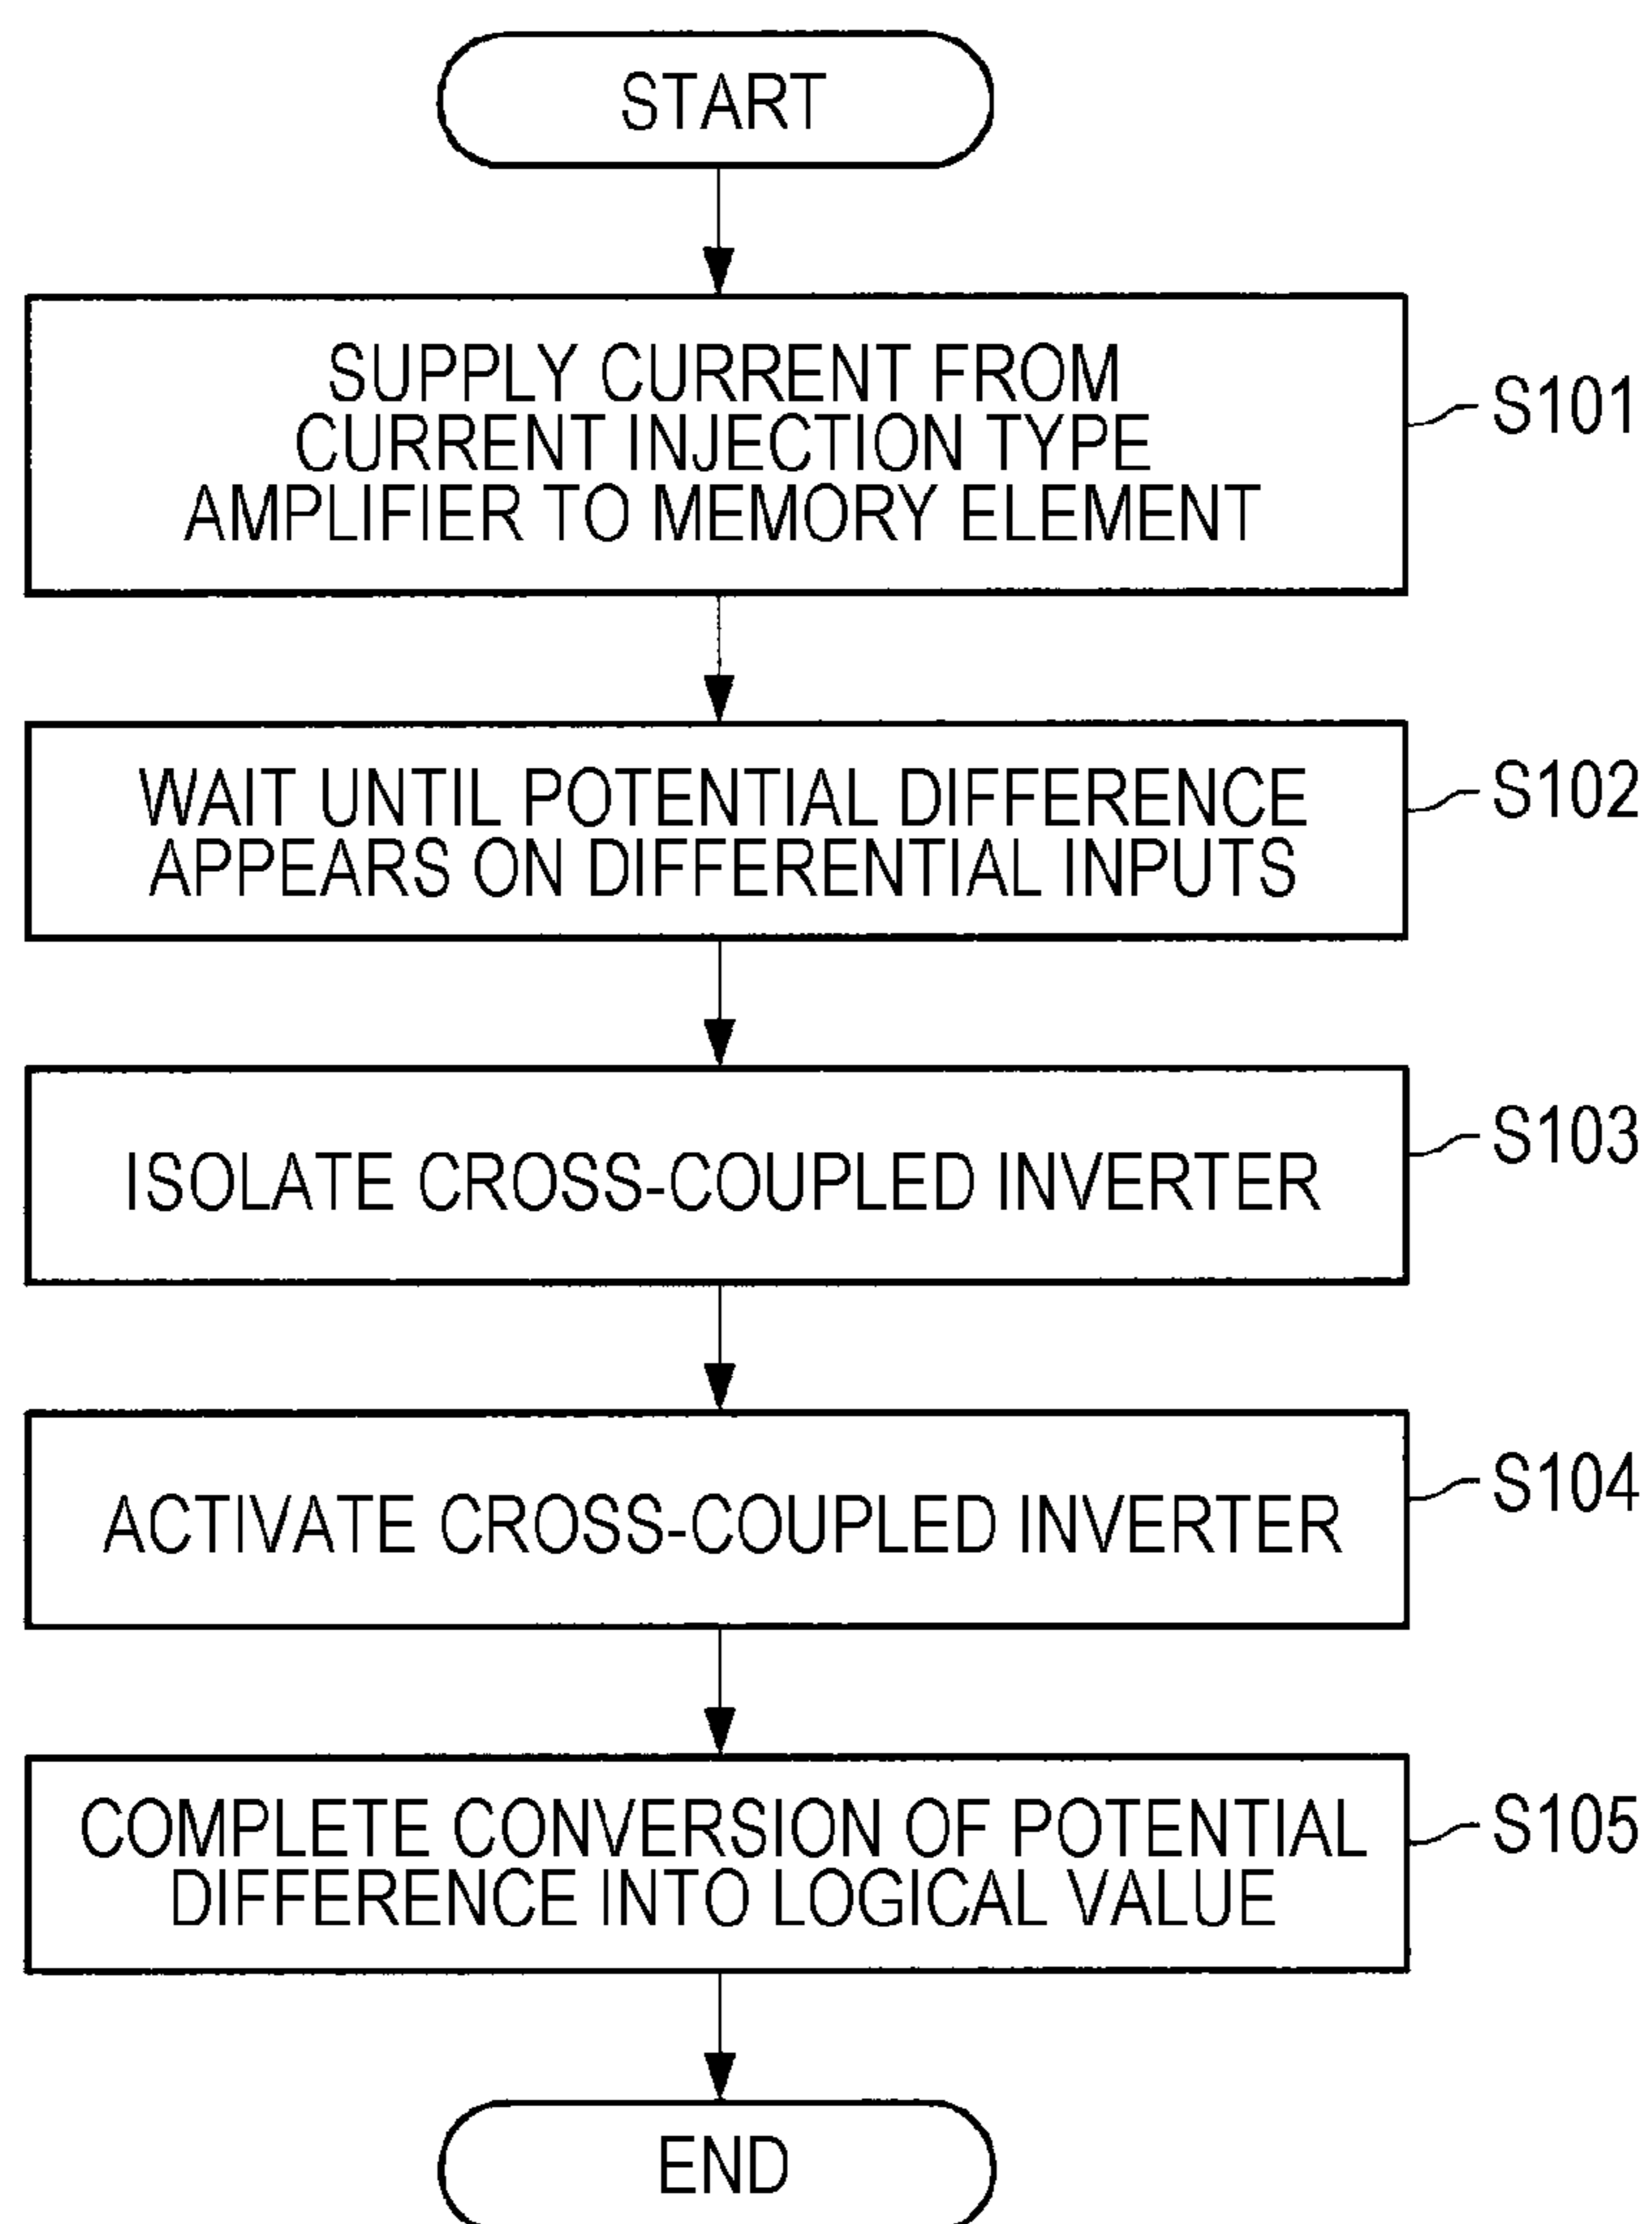 START
SUPPLY CURRENT FROM
CURRENT INJECTION TYPE
AMPLIFIER TO MEMORY ELEMENT
S101
WAIT UNTIL POTENTIAL DIFFERENCE
APPEARS ON DIFFERENTIAL INPUTS
S102
ISOLATE CROSS-COUPLED INVERTER
S103
ACTIVATE CROSS-COUPLED INVERTER
S104
COMPLETE CONVERSION OF POTENTIAL
DIFFERENCE INTO LOGICAL VALUE
S105
END